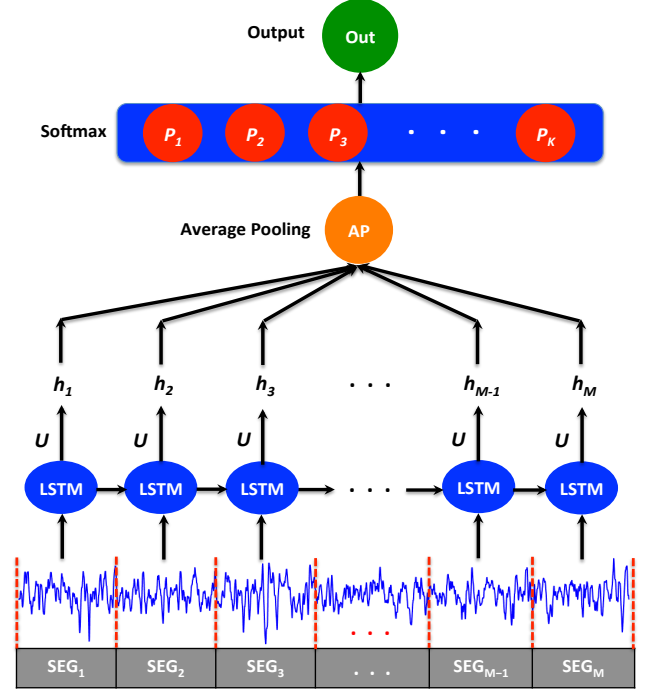 Output Out
Softmax P1 P2 P3 . . . PK
Average Pooling AP
h1 h2 h3 . . . hM-1 hM
U U U U U
LSTM LSTM LSTM . . . LSTM LSTM
. . .
SEG1 SEG2 SEG3 . . . SEGM−1 SEGM